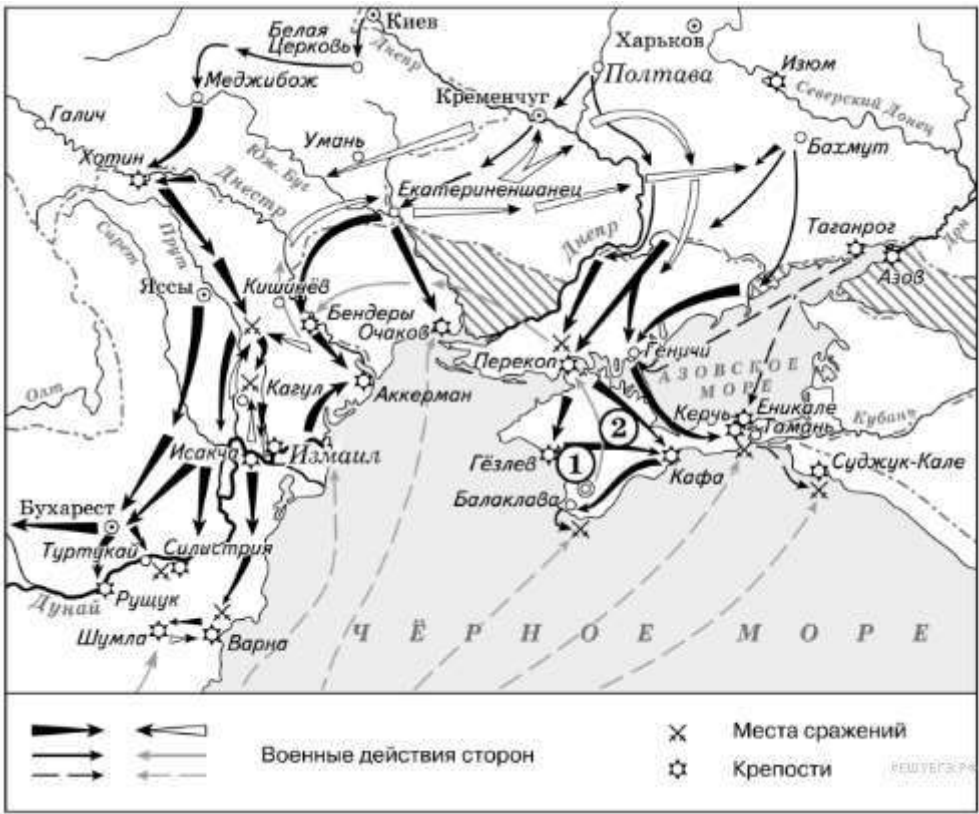 Киев
Белая
Церковь
Днепр
Харьков
Полтава
Изюм
Северский Донец
Меджибож
Кременчуг
Галич
Умань
Бахмут
Хотин
Юж. Буг
Днестр
Екатериненшанец
Сирет
Прут
Днепр
Таганрог
Дон
Азов
Яссы
Кишинёв
Бендеры
Очаков
Перекоп
Геничи
АЗОВСКОЕ
МОРЕ
Олт
Кагул
Аккерман
Керчь
Еникале
Тамань
Кубань
2
Исакча
Измаил
Гёзлев
1
Кафа
Суджук-Кале
Балаклава
Бухарест
Туртукай
Силистрия
Дунай
Рущук
Шумла
Варна
ЧЁРНОЕ МОРЕ
Военные действия сторон
Места сражений
Крепости
РЕШУЕГЭ.РФ